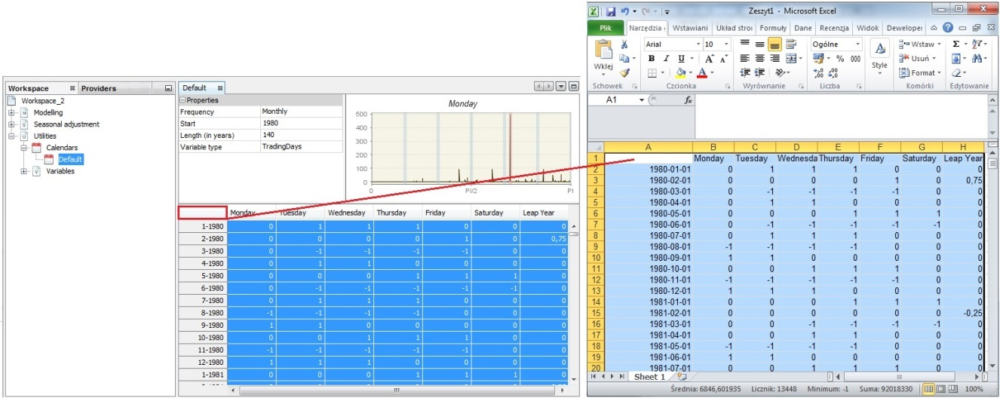 Workspace Providers
Workspace_2
Modelling
Seasonal adjustment
Utilities
Calendars
Default
Variables
Default
Properties
Frequency Monthly
Start 1980
Length (in years) 140
Variable type TradingDays
Monday
500
400
300
200
100
0
0 PI/2 PI
Monday Tuesday Wednesday Thursday Friday Saturday Leap Year
1-1980 0 1 1 1 0 0 0
2-1980 0 0 0 0 1 0 0,75
3-1980 0 -1 -1 -1 -1 0 0
4-1980 0 1 1 0 0 0 0
5-1980 0 0 0 1 1 1 0
6-1980 0 -1 -1 -1 -1 -1 0
7-1980 0 1 1 1 0 0 0
8-1980 -1 -1 -1 -1 0 0 0
9-1980 1 1 0 0 0 0 0
10-1980 0 0 1 1 1 0 0
11-1980 -1 -1 -1 -1 -1 0 0
12-1980 1 1 1 0 0 0 0
1-1981 0 0 0 1 1 1 0
Zeszyt1 - Microsoft Excel
Plik Narzędzia Wstawiani Układ stroi Formuły Dane Recenzja Widok Deweloper
Wklej
Arial 10
B I U A A
Ogólne
% 000
Style
Wstaw
Usuń
Format
Schowek Czcionka Wyrównanie Liczba Komórki Edytowanie
A1 fx
A B C D E F G H
1 Monday Tuesday Wednesda Thursday Friday Saturday Leap Year
2 1980-01-01 0 1 1 1 0 0 0
3 1980-02-01 0 0 0 0 1 0 0,75
4 1980-03-01 0 -1 -1 -1 -1 0 0
5 1980-04-01 0 1 1 0 0 0 0
6 1980-05-01 0 0 0 1 1 1 0
7 1980-06-01 0 -1 -1 -1 -1 -1 0
8 1980-07-01 0 1 1 1 0 0 0
9 1980-08-01 -1 -1 -1 -1 0 0 0
10 1980-09-01 1 1 0 0 0 0 0
11 1980-10-01 0 0 1 1 1 0 0
12 1980-11-01 -1 -1 -1 -1 -1 0 0
13 1980-12-01 1 1 1 0 0 0 0
14 1981-01-01 0 0 0 1 1 1 0
15 1981-02-01 0 0 0 0 0 0 -0,25
16 1981-03-01 0 0 -1 -1 -1 -1 0
17 1981-04-01 0 0 1 1 0 0 0
18 1981-05-01 -1 -1 -1 -1 0 0 0
19 1981-06-01 1 1 0 0 0 0 0
20 1981-07-01 0 0 1 1 1 0 0
Sheet 1
Średnia: 6846,601935 Licznik: 13448 Minimum: -1 Suma: 92018330 100%